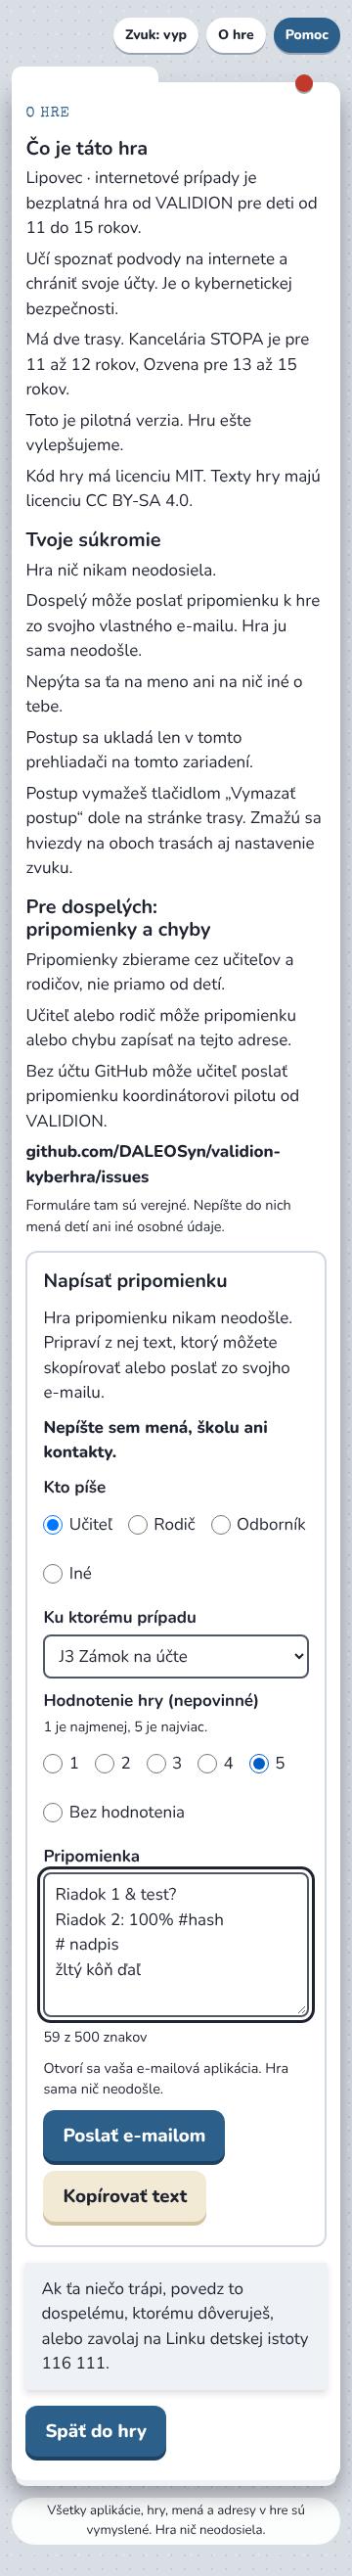 Zvuk: vyp
O hre
Pomoc
O HRE
Čo je táto hra
Lipovec · internetové prípady je
bezplatná hra od VALIDION pre deti od
11 do 15 rokov.
Učí spoznať podvody na internete a
chrániť svoje účty. Je o kybernetickej
bezpečnosti.
Má dve trasy. Kancelária STOPA je pre
11 až 12 rokov, Ozvena pre 13 až 15
rokov.
Toto je pilotná verzia. Hru ešte
vylepšujeme.
Kód hry má licenciu MIT. Texty hry majú
licenciu CC BY-SA 4.0.
Tvoje súkromie
Hra nič nikam neodosiela.
Dospelý môže poslať pripomienku k hre
zo svojho vlastného e-mailu. Hra ju
sama neodošle.
Nepýta sa ťa na meno ani na nič iné o
tebe.
Postup sa ukladá len v tomto
prehliadači na tomto zariadení.
Postup vymažeš tlačidlom „Vymazať
postup“ dole na stránke trasy. Zmažú sa
hviezdy na oboch trasách aj nastavenie
zvuku.
Pre dospelých:
pripomienky a chyby
Pripomienky zbierame cez učiteľov a
rodičov, nie priamo od detí.
Učiteľ alebo rodič môže pripomienku
alebo chybu zapísať na tejto adrese.
Bez účtu GitHub môže učiteľ poslať
pripomienku koordinátorovi pilotu od
VALIDION.
github.com/DALEOSyn/validion-
kyberhra/issues
Formuláre tam sú verejné. Nepíšte do nich
mená detí ani iné osobné údaje.
Napísať pripomienku
Hra pripomienku nikam neodošle.
Pripraví z nej text, ktorý môžete
skopírovať alebo poslať zo svojho
e-mailu.
Nepíšte sem mená, školu ani
kontakty.
Kto píše
Učiteľ Rodič Odborník
Iné
Ku ktorému prípadu
J3 Zámok na účte
Hodnotenie hry (nepovinné)
1 je najmenej, 5 je najviac.
1 2 3 4 5
Bez hodnotenia
Pripomienka
Riadok 1 & test?
Riadok 2: 100% #hash
# nadpis
žltý kôň ďaľ
59 z 500 znakov
Otvorí sa vaša e-mailová aplikácia. Hra
sama nič neodošle.
Poslať e-mailom
Kopírovať text
Ak ťa niečo trápi, povedz to
dospelému, ktorému dôveruješ,
alebo zavolaj na Linku detskej istoty
116 111.
Späť do hry
Všetky aplikácie, hry, mená a adresy v hre sú
vymyslené. Hra nič neodosiela.